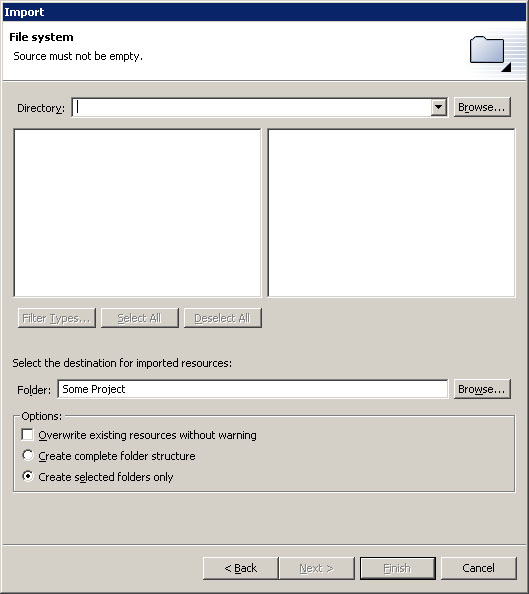 Import
File system
Source must not be empty.
Directory:
Browse...
Filter Types...
Select All
Deselect All
Select the destination for imported resources:
Folder:
Some Project
Browse...
Options:
Overwrite existing resources without warning
Create complete folder structure
Create selected folders only
< Back
Next >
Finish
Cancel